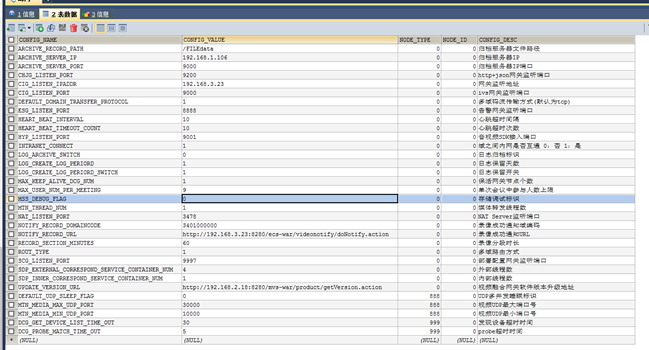 1 信息 2 表数据 3 信息
CONFIG_NAME CONFIG_VALUE NODE_TYPE NODE_ID CONFIG_DESC
ARCHIVE_RECORD_PATH /FILEdata 0 0 归档服务器文件路径
ARCHIVE_SERVER_IP 192.168.1.106 0 0 归档服务器IP
ARCHIVE_SERVER_PORT 9000 0 0 归档服务器IP端口
CHJG_LISTEN_PORT 9200 0 0 http+json网关监听端口
CIG_LISTEN_IPAIDR 192.168.3.23 0 0 网关监听地址
CIG_LISTEN_PORT 9000 0 0 ivs网关监听端口
DEFAULT_DOMAIN_TRANSFER_PROTOCOL 1 0 0 多域码流传输方式(默认为tcp)
ESG_LISTEN_PORT 8888 0 0 告警网关监听端口
HEART_BEAT_INTERVAL 10 0 0 心跳超时间隔
HEART_BEAT_TIMEOUT_COUNT 10 0 0 心跳超时次数
HYP_LISTEN_PORT 9001 0 0 音视频SDK接入端口
INTRANET_CONNECT 1 0 0 域之间内网是否互通 0：否 1：是
LOG_ARCHIVE_SWITCH 0 0 0 日志归档标识
LOG_CREATE_LOG_PERIORD 1 0 0 日志保留天数
LOG_CREATE_LOG_PERIORD_SWITCH 1 0 0 日志保留开关
MAX_KEEP_ALIVE_DCG_NUM 1 0 0 保活网关节点个数
MAX_USER_NUM_PER_MEETING 9 0 0 单次会议中参与人数上限
MSS_DEBUG_FLAG 0 0 0 存储调试标识
MTN_THREAD_NUM 1 0 0 媒体转发线程数
NAT_LISTEN_PORT 3478 0 0 NAT Server监听端口
NOTIFY_RECORD_DOMAINCODE 3401000000 0 0 录像成功通知域编码
NOTIFY_RECORD_URL http://192.168.3.23:8280/ecs-war/videonotify/doNotify.action 0 0 录像成功通知URL
RECORD_SECTION_MINUTES 60 0 0 录像分段时长
ROUT_TYPE 1 0 0 多域路由方式
SCG_LISTEN_PORT 9997 0 0 部署配置网关监听端口
SDP_EXTERNAL_CORRESPOND_SERVICE_CONTAINER_NUM 4 0 0 外部线程数
SDP_INNER_CORRESPOND_SERVICE_CONTAINER_NUM 1 0 0 内部线程数
UPDATE_VERSION_URL http://192.168.2.18:8280/mvs-war/product/getVersion.action 0 0 视频融合网关软件版本升级地址
DEFAULT_UDP_SLEEP_FLAG 0 888 0 UDP多并发睡眠标识
MTN_MEDIA_MAX_UDP_PORT 30000 888 0 视频UDP最大端口号
MTN_MEDIA_MIN_UDP_PORT 10000 888 0 视频UDP最小端口号
DCG_GET_DEVICE_LIST_TIME_OUT 30 999 0 发现设备超时时间
DCG_PROBE_MATCH_TIME_OUT 5 999 0 probe超时时间
(NULL) (NULL) (NULL) (NULL) (NULL)